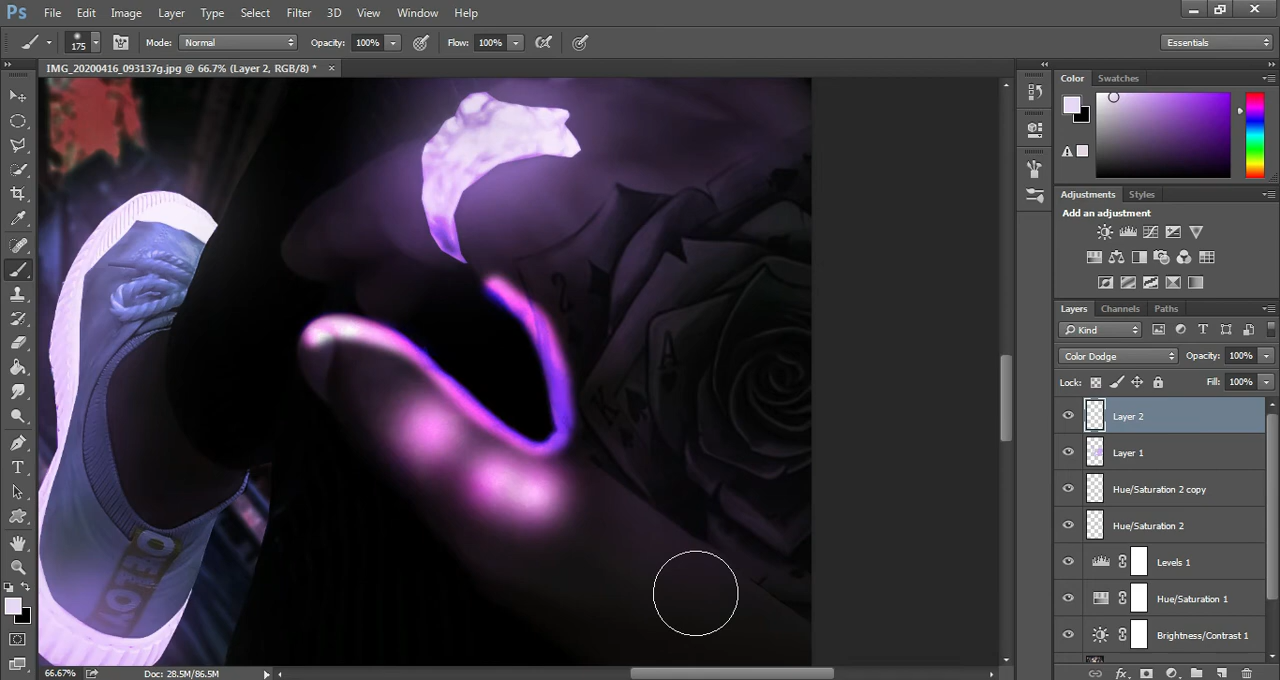 Ps File Edit Image Layer Type Select Filter 3D View Window Help
175 Mode: Normal Opacity: 100% Flow: 100% Essentials
IMG_20200416_093137g.jpg @ 66.7% (Layer 2, RGB/8) * ×
Color Swatches
Adjustments Styles
Add an adjustment
Layers Channels Paths
Kind
Color Dodge Opacity: 100%
Lock: Fill: 100%
Layer 2
Layer 1
Hue/Saturation 2 copy
Hue/Saturation 2
Levels 1
Hue/Saturation 1
Brightness/Contrast 1
2
A
66.67% Doc: 28.5M/86.5M